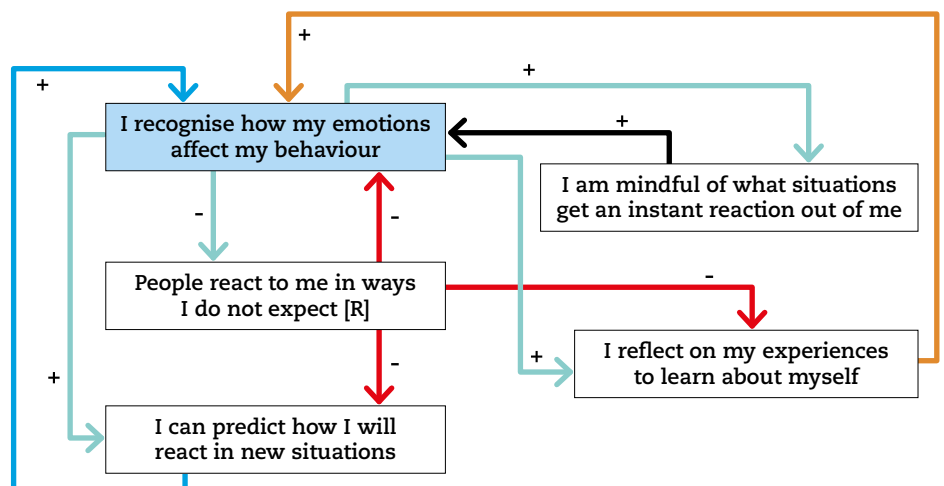 +
+
+
I recognise how my emotions
affect my behaviour
+
I am mindful of what situations
get an instant reaction out of me
-
-
People react to me in ways
I do not expect [R]
-
I reflect on my experiences
to learn about myself
+
-
+
I can predict how I will
react in new situations